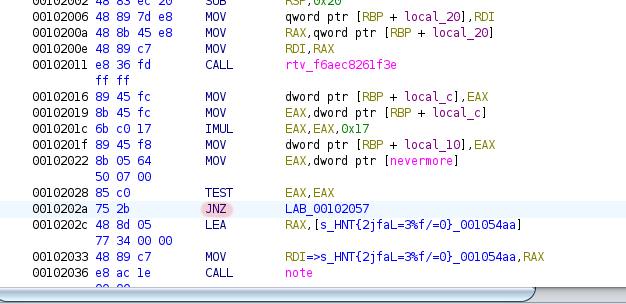 00102002 48 83 ec 20 SUB RSP,0x20
00102006 48 89 7d e8 MOV qword ptr [RBP + local_20],RDI
0010200a 48 8b 45 e8 MOV RAX,qword ptr [RBP + local_20]
0010200e 48 89 c7 MOV RDI,RAX
00102011 e8 36 fd CALL rtv_f6aec8261f3e
ff ff
00102016 89 45 fc MOV dword ptr [RBP + local_c],EAX
00102019 8b 45 fc MOV EAX,dword ptr [RBP + local_c]
0010201c 6b c0 17 IMUL EAX,EAX,0x17
0010201f 89 45 f8 MOV dword ptr [RBP + local_10],EAX
00102022 8b 05 64 MOV EAX,dword ptr [nevermore]
50 07 00
00102028 85 c0 TEST EAX,EAX
0010202a 75 2b JNZ LAB_00102057
0010202c 48 8d 05 LEA RAX,[s_HNT{2jfaL=3%f/=0}_001054aa]
77 34 00 00
00102033 48 89 c7 MOV RDI=>s_HNT{2jfaL=3%f/=0}_001054aa,RAX
00102036 e8 ac 1e CALL note